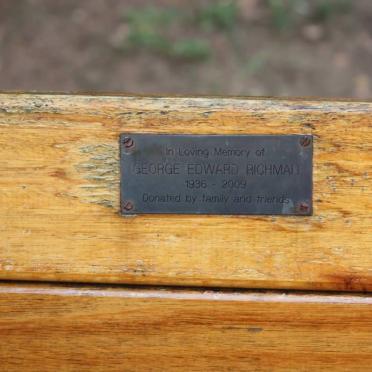 In Loving Memory of
GEORGE EDWARD RICHMAN
1936 - 2009
Donated by family and friends